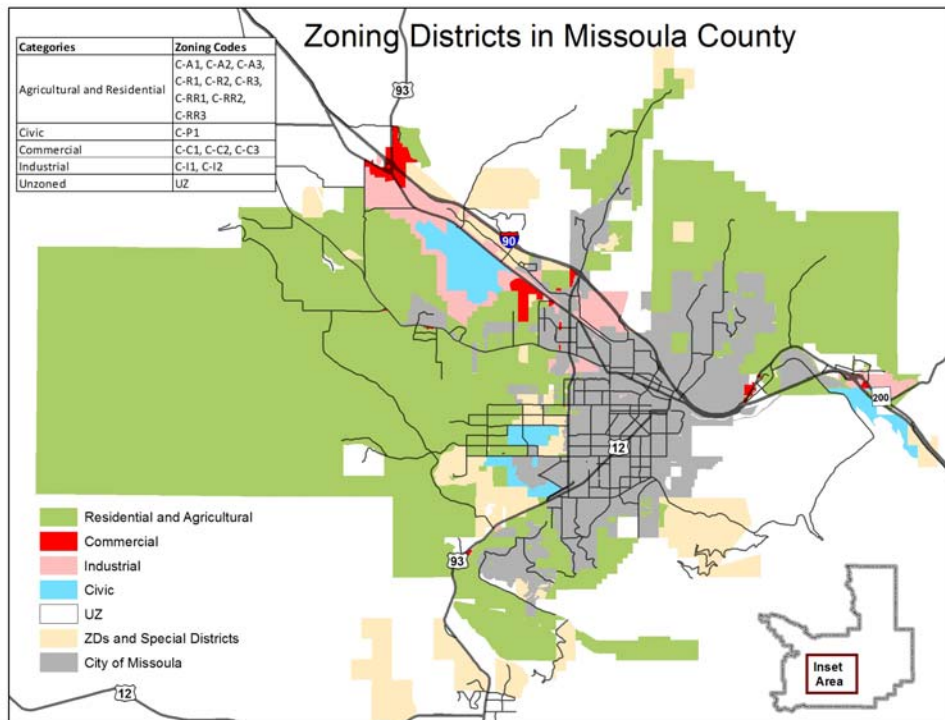 Zoning Districts in Missoula County
Categories Zoning Codes
Agricultural and Residential
C-A1, C-A2, C-A3,
C-R1, C-R2, C-R3,
C-RR1, C-RR2,
C-RR3
Civic C-P1
Commercial C-C1, C-C2, C-C3
Industrial C-I1, C-I2
Unzoned UZ
93
90
200
12
93
12
Residential and Agricultural
Commercial
Industrial
Civic
UZ
ZDs and Special Districts
City of Missoula
Inset
Area